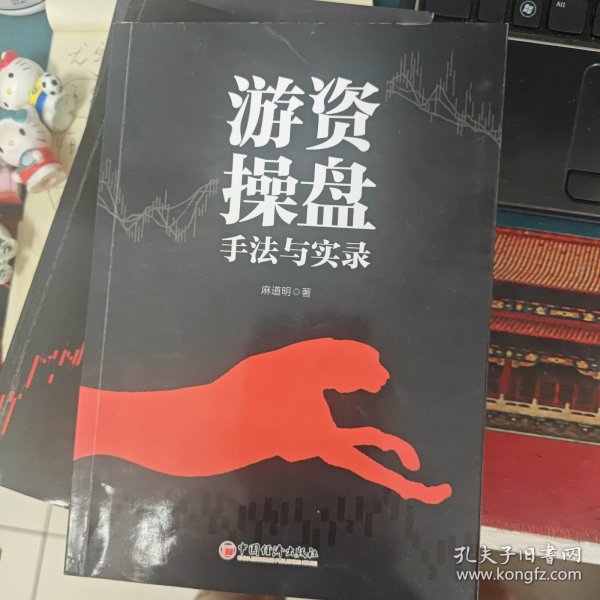 All
游资
操盘
手法与实录
麻道明◎著
中国经济出版社
孔夫子旧书网
www.kongfz.com